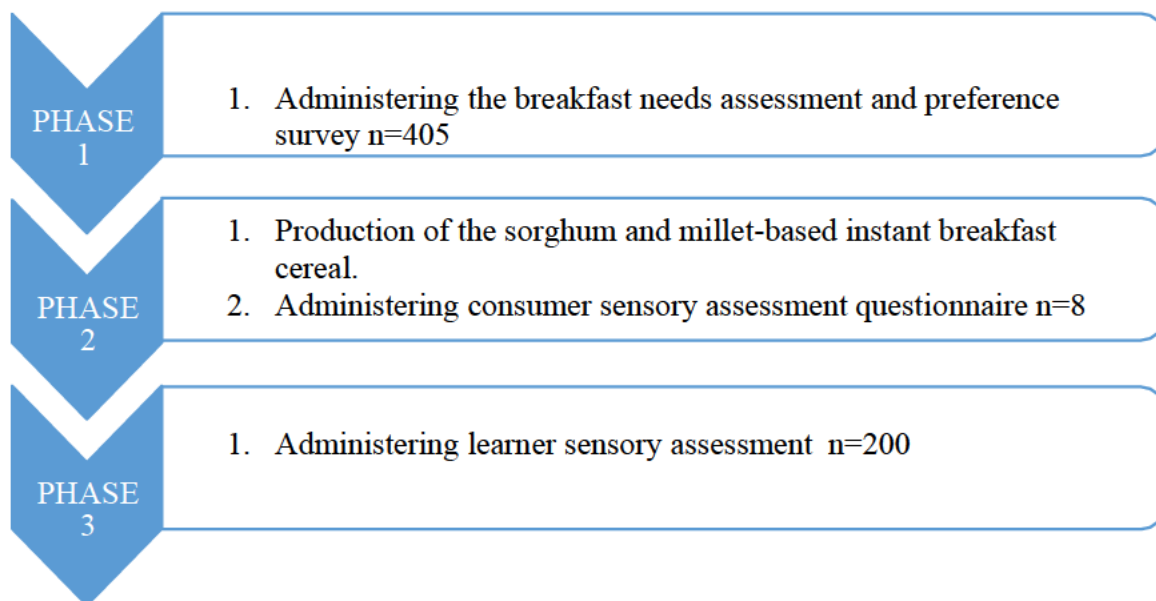 PHASE
1
1. Administering the breakfast needs assessment and preference
survey n=405
PHASE
2
1. Production of the sorghum and millet-based instant breakfast
cereal.
2. Administering consumer sensory assessment questionnaire n=8
PHASE
3
1. Administering learner sensory assessment  n=200